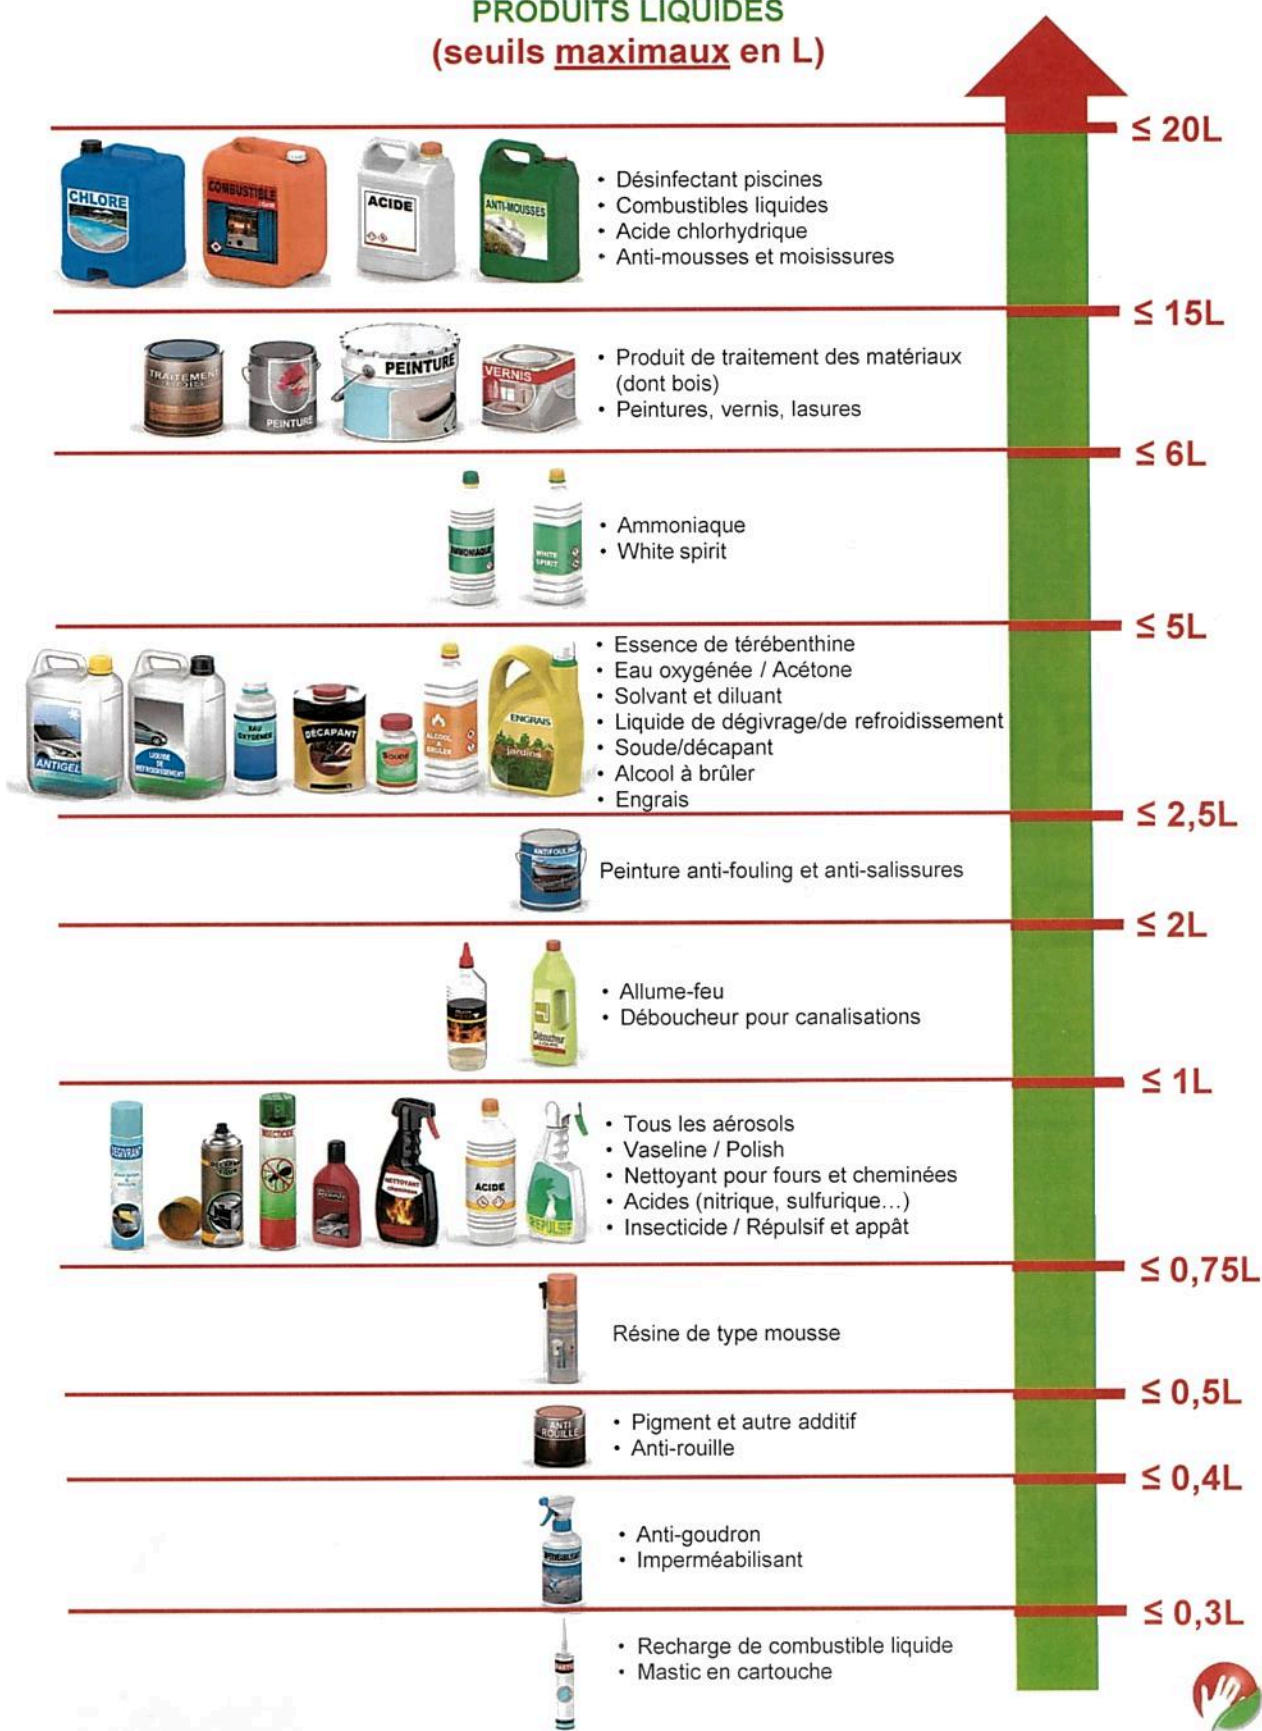 PRODUITS LIQUIDES
(seuils maximaux en L)
≤ 20L
CHLORE
COMBUSTIBLE
ACIDE
ANTI-MOUSSES
• Désinfectant piscines
• Combustibles liquides
• Acide chlorhydrique
• Anti-mousses et moisissures
≤ 15L
TRAITEMENT
PEINTURE
PEINTURE
VERNIS
• Produit de traitement des matériaux
(dont bois)
• Peintures, vernis, lasures
≤ 6L
AMMONIAQUE
WHITE
SPIRIT
• Ammoniaque
• White spirit
≤ 5L
ANTIGEL
LIQUIDE
DE
REFROIDISSEMENT
EAU
OXYGÉNÉE
DÉCAPANT
SOUDE
ALCOOL
À
BRÛLER
ENGRAIS
jardins
• Essence de térébenthine
• Eau oxygénée / Acétone
• Solvant et diluant
• Liquide de dégivrage/de refroidissement
• Soude/décapant
• Alcool à brûler
• Engrais
≤ 2,5L
ANTIFOULING
Peinture anti-fouling et anti-salissures
≤ 2L
Déboucheur
• Allume-feu
• Déboucheur pour canalisations
≤ 1L
DEGIVRANT
INSECTICIDE
NETTOYANT
cheminées
ACIDE
REPULSIF
• Tous les aérosols
• Vaseline / Polish
• Nettoyant pour fours et cheminées
• Acides (nitrique, sulfurique...)
• Insecticide / Répulsif et appât
≤ 0,75L
Résine de type mousse
≤ 0,5L
ANTI
ROUILLE
• Pigment et autre additif
• Anti-rouille
≤ 0,4L
• Anti-goudron
• Imperméabilisant
≤ 0,3L
• Recharge de combustible liquide
• Mastic en cartouche